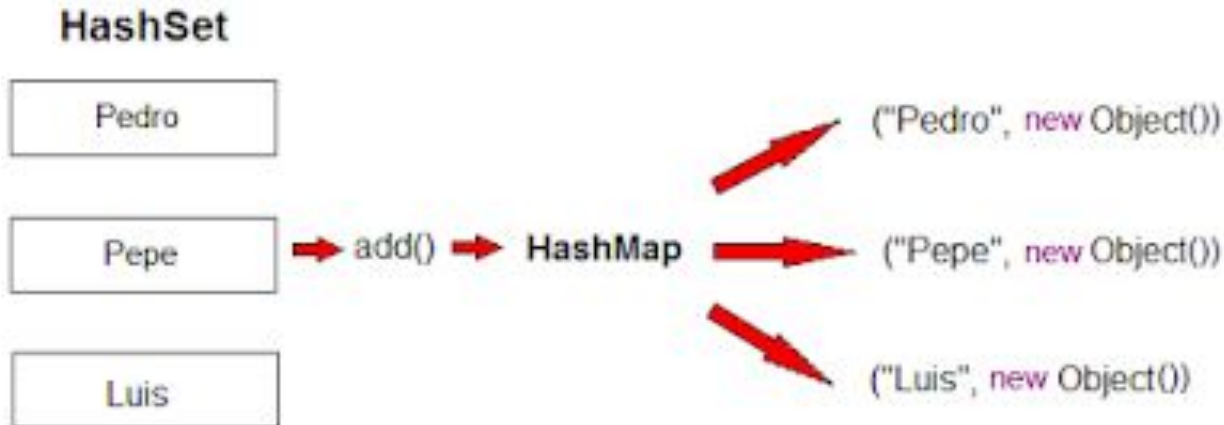 HashSet
Pedro
("Pedro", new Object())
Pepe
add()
HashMap
("Pepe", new Object())
Luis
("Luis", new Object())